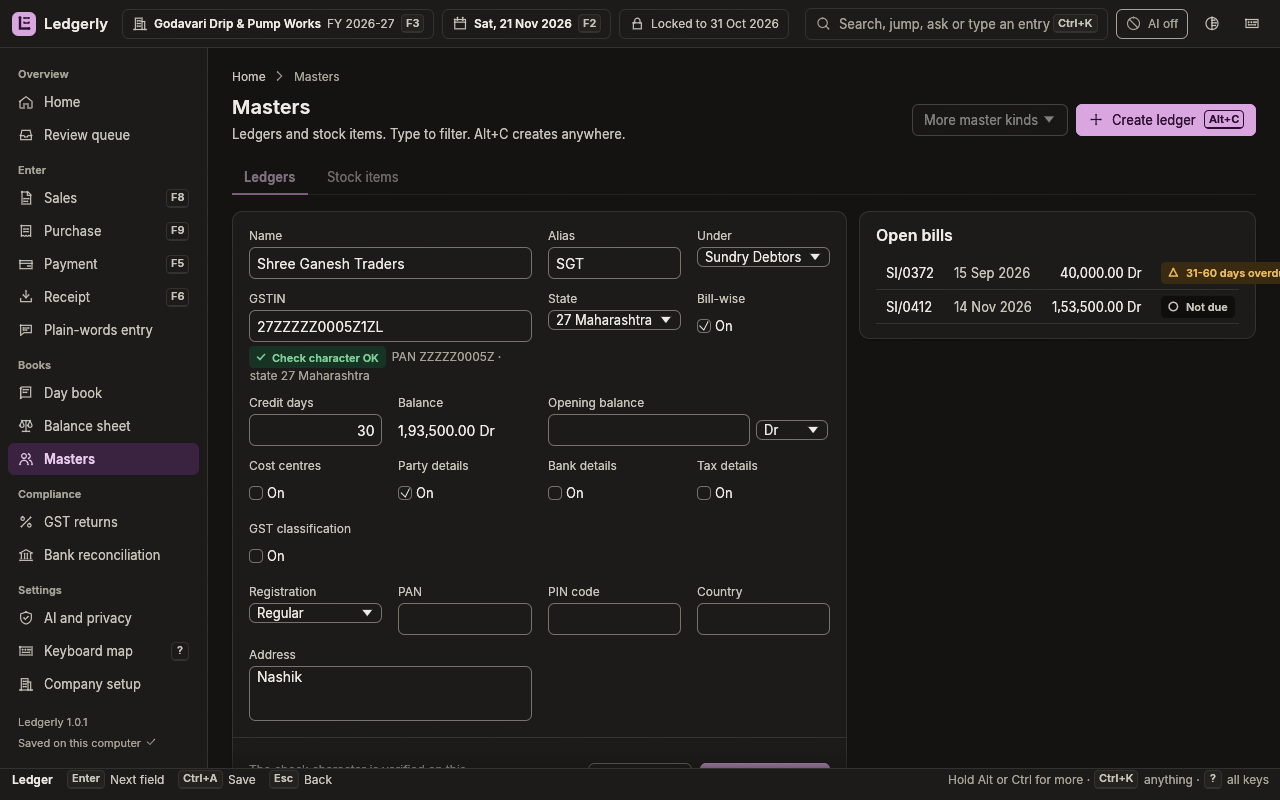 Ledgerly
Godavari Drip & Pump Works FY 2026-27 F3
Sat, 21 Nov 2026 F2
Locked to 31 Oct 2026
Search, jump, ask or type an entry Ctrl+K
AI off
Overview
Home
Review queue
Enter
Sales F8
Purchase F9
Payment F5
Receipt F6
Plain-words entry
Books
Day book
Balance sheet
Masters
Compliance
GST returns
Bank reconciliation
Settings
AI and privacy
Keyboard map ?
Company setup
Ledgerly 1.0.1
Saved on this computer
Home > Masters
Masters
Ledgers and stock items. Type to filter. Alt+C creates anywhere.
More master kinds
Create ledger Alt+C
Ledgers Stock items
Name Alias Under
Shree Ganesh Traders SGT Sundry Debtors
GSTIN State Bill-wise
27ZZZZZ0005Z1ZL 27 Maharashtra On
Check character OK PAN ZZZZZ0005Z ·
state 27 Maharashtra
Credit days Balance Opening balance
30 1,93,500.00 Dr Dr
Cost centres Party details Bank details Tax details
On On On On
GST classification
On
Registration PAN PIN code Country
Regular
Address
Nashik
Open bills
SI/0372 15 Sep 2026 40,000.00 Dr 31-60 days
SI/0412 14 Nov 2026 1,53,500.00 Dr Not due
Ledger Enter Next field Ctrl+A Save Esc Back
Hold Alt or Ctrl for more · Ctrl+K anything · ? all keys